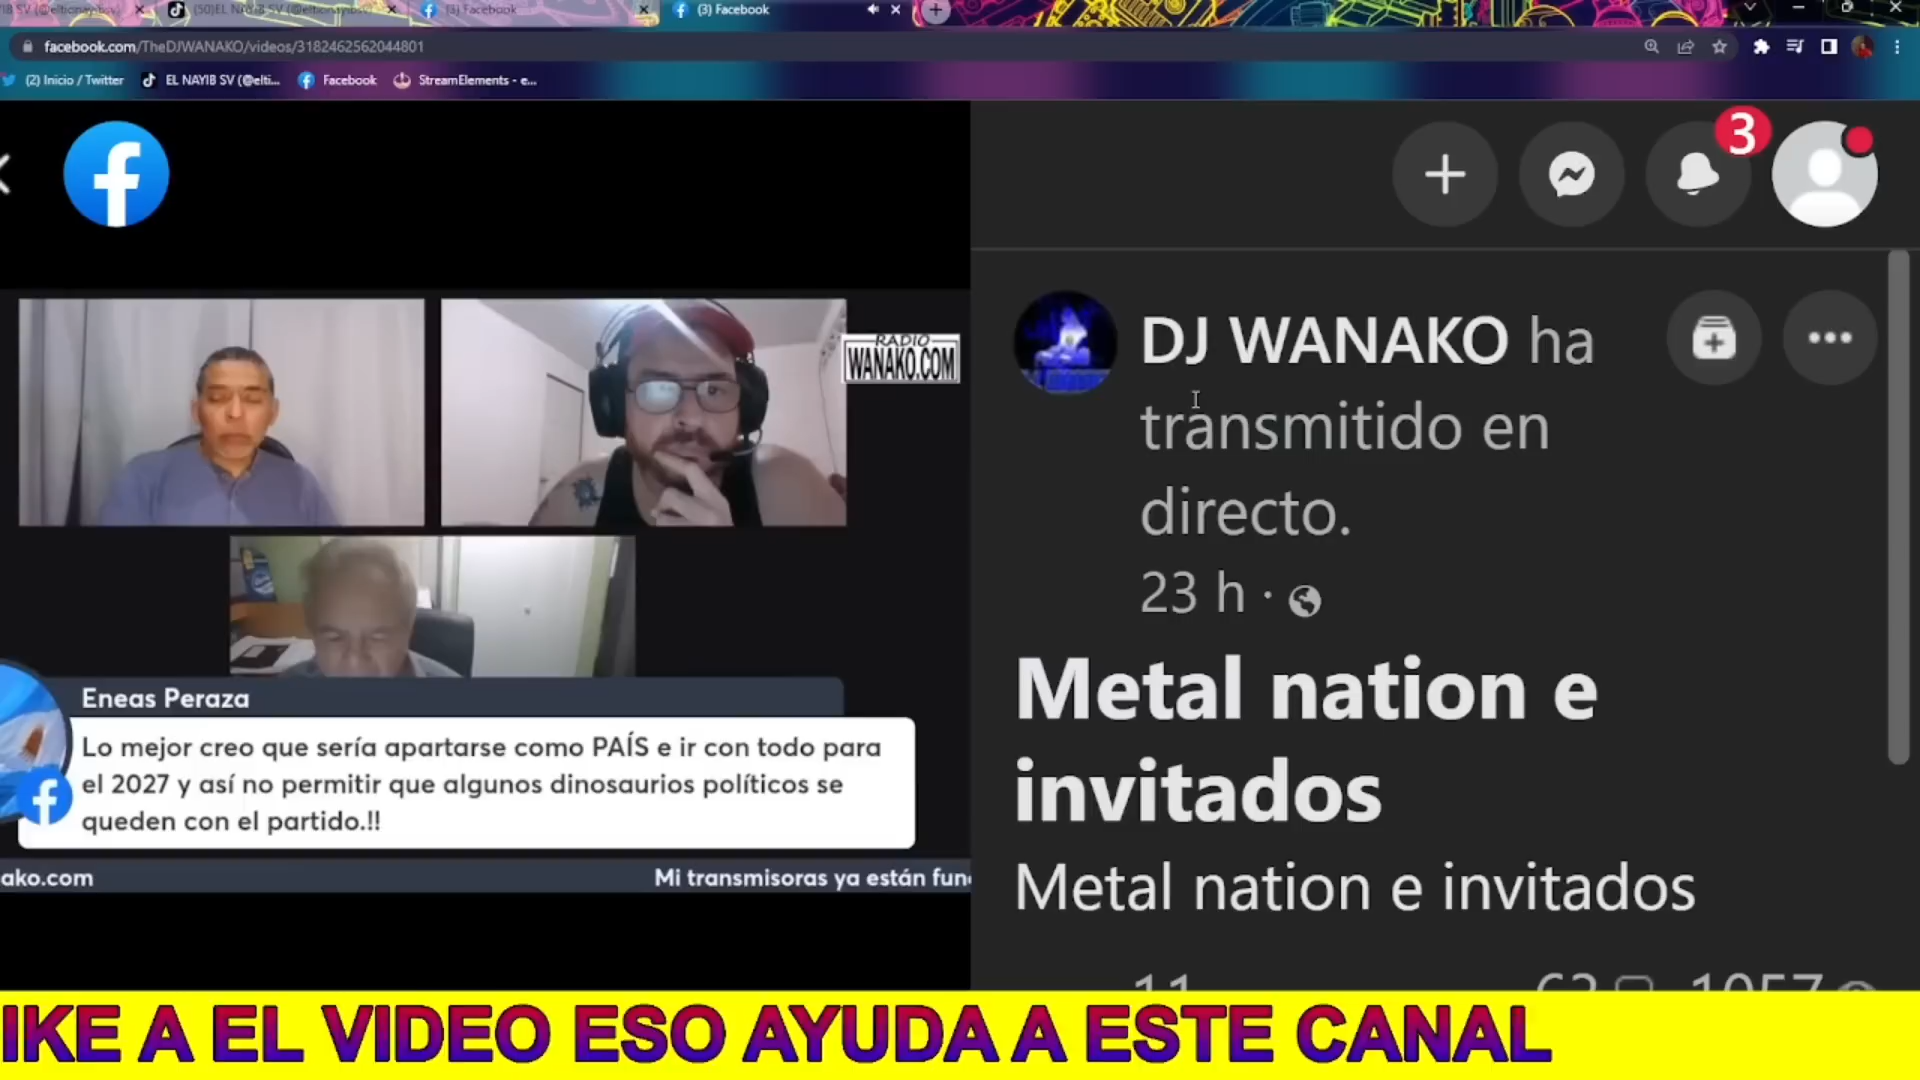 (3) Facebook
(3) Facebook
facebook.com/TheDJWANAKO/videos/3182462562044801
(2) Inicio / Twitter
EL NAYIB SV (@elti...
Facebook
StreamElements - e...
3
RADIO
WANAKO.COM
DJ WANAKO ha
transmitido en
directo.
23 h ·
Metal nation e
invitados
Metal nation e invitados
Eneas Peraza
Lo mejor creo que sería apartarse como PAÍS e ir con todo para
el 2027 y así no permitir que algunos dinosaurios políticos se
queden con el partido.!!
ako.com
Mi transmisoras ya están fun
IKE A EL VIDEO ESO AYUDA A ESTE CANAL